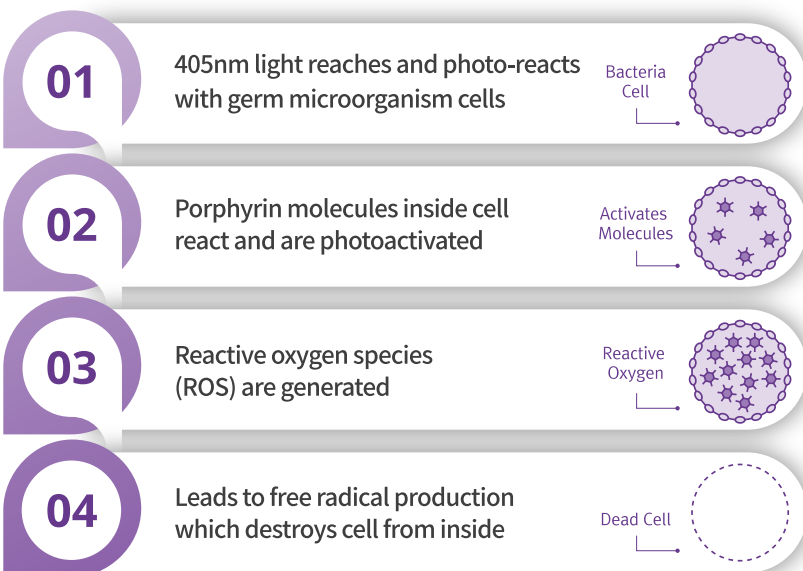 01
405nm light reaches and photo-reacts
with germ microorganism cells
Bacteria
Cell
02
Porphyrin molecules inside cell
react and are photoactivated
Activates
Molecules
03
Reactive oxygen species
(ROS) are generated
Reactive
Oxygen
04
Leads to free radical production
which destroys cell from inside
Dead Cell